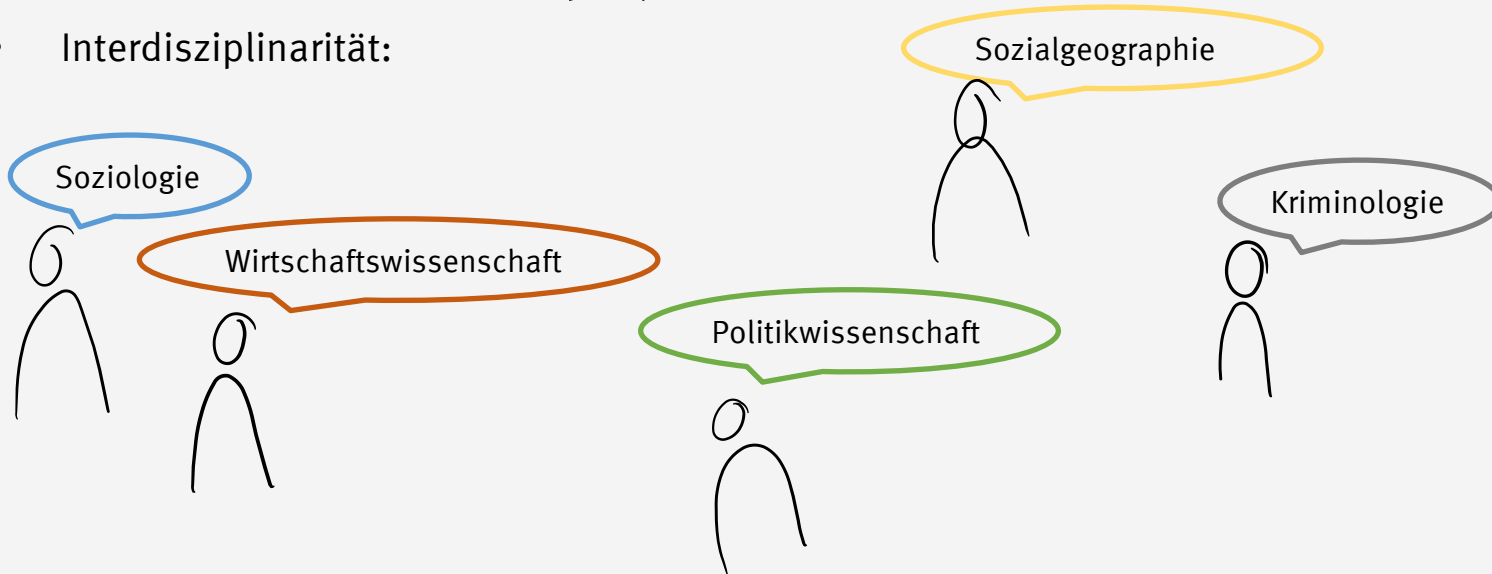 Interdisziplinarität:
Sozialgeographie
Soziologie
Kriminologie
Wirtschaftswissenschaft
Politikwissenschaft